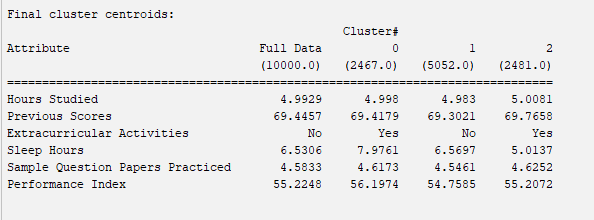 Final cluster centroids:
Cluster#
Attribute Full Data 0 1 2
(10000.0) (2467.0) (5052.0) (2481.0)
================================================================================
Hours Studied 4.9929 4.998 4.983 5.0081
Previous Scores 69.4457 69.4179 69.3021 69.7658
Extracurricular Activities No Yes No Yes
Sleep Hours 6.5306 7.9761 6.5697 5.0137
Sample Question Papers Practiced 4.5833 4.6173 4.5461 4.6252
Performance Index 55.2248 56.1974 54.7585 55.2072